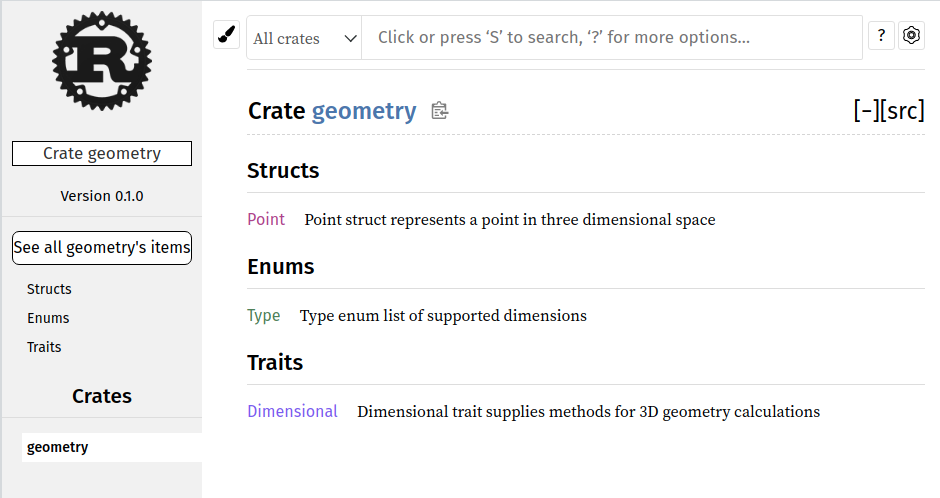 R
Crate geometry
Version 0.1.0
See all geometry's items
Structs
Enums
Traits
Crates
geometry
All crates
Click or press ‘S’ to search, ‘?’ for more options…
?
Crate geometry
[−][src]
Structs
Point Point struct represents a point in three dimensional space
Enums
Type Type enum list of supported dimensions
Traits
Dimensional Dimensional trait supplies methods for 3D geometry calculations